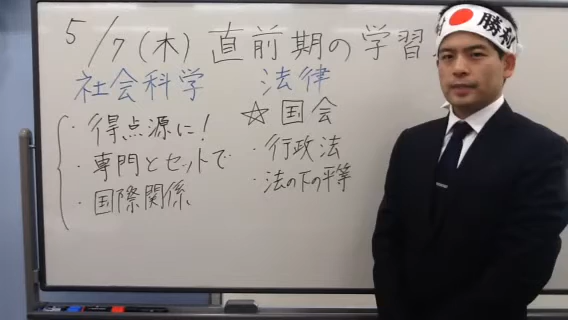 5/7(木)直前期の学習
勝利
社会科学 法律
・得点源に! ☆国会
・専門とセットで ・行政法
・国際関係 ・法の下の平等